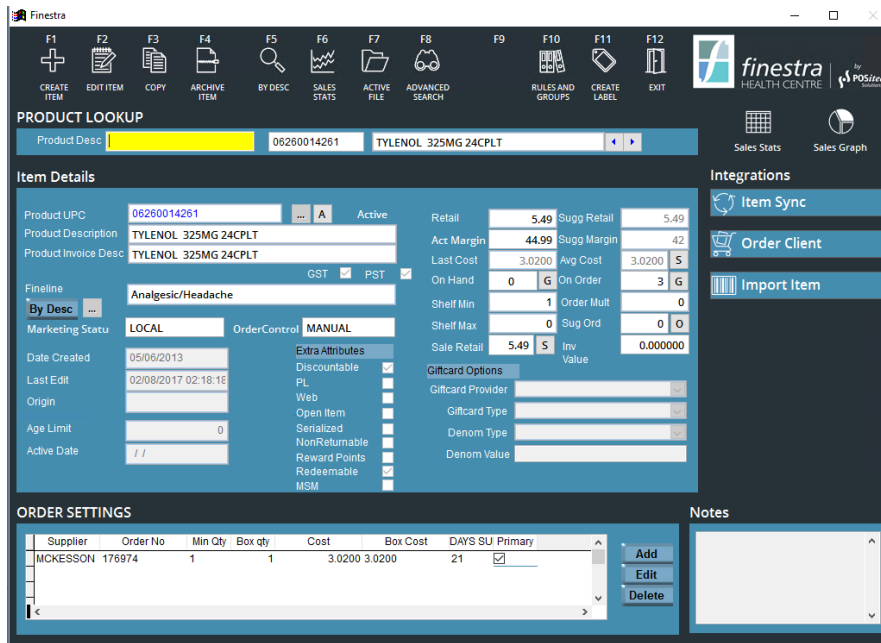 Finestra
F1 F2 F3 F4 F5 F6 F7 F8 F9 F10 F11 F12
CREATE ITEM EDIT ITEM COPY ARCHIVE ITEM BY DESC SALES STATS ACTIVE FILE ADVANCED SEARCH RULES AND GROUPS CREATE LABEL EXIT
finestra HEALTH CENTRE by POSitec Solutions
PRODUCT LOOKUP
Product Desc 06260014261 TYLENOL 325MG 24CPLT
Sales Stats Sales Graph
Item Details
Integrations
Item Sync
Order Client
Import Item
Product UPC 06260014261 ... A Active
Product Description TYLENOL 325MG 24CPLT
Product Invoice Desc TYLENOL 325MG 24CPLT
GST PST
Fineline Analgesic/Headache
By Desc ...
Marketing Statu LOCAL OrderControl MANUAL
Date Created 05/06/2013
Last Edit 02/08/2017 02:18:18
Origin
Age Limit 0
Active Date / /
Extra Attributes
Discountable
PL
Web
Open Item
Serialized
NonReturnable
Reward Points
Redeemable
MSM
Retail 5.49 Sugg Retail 5.49
Act Margin 44.99 Sugg Margin 42
Last Cost 3.0200 Avg Cost 3.0200 S
On Hand 0 G On Order 3 G
Shelf Min 1 Order Mult 0
Shelf Max 0 Sug Ord 0 O
Sale Retail 5.49 S Inv Value 0.000000
Giftcard Options
Giftcard Provider
Giftcard Type
Denom Type
Denom Value
ORDER SETTINGS
Supplier Order No Min Qty Box qty Cost Box Cost DAYS SU Primary
MCKESSON 176974 1 1 3.0200 3.0200 21
Add
Edit
Delete
Notes